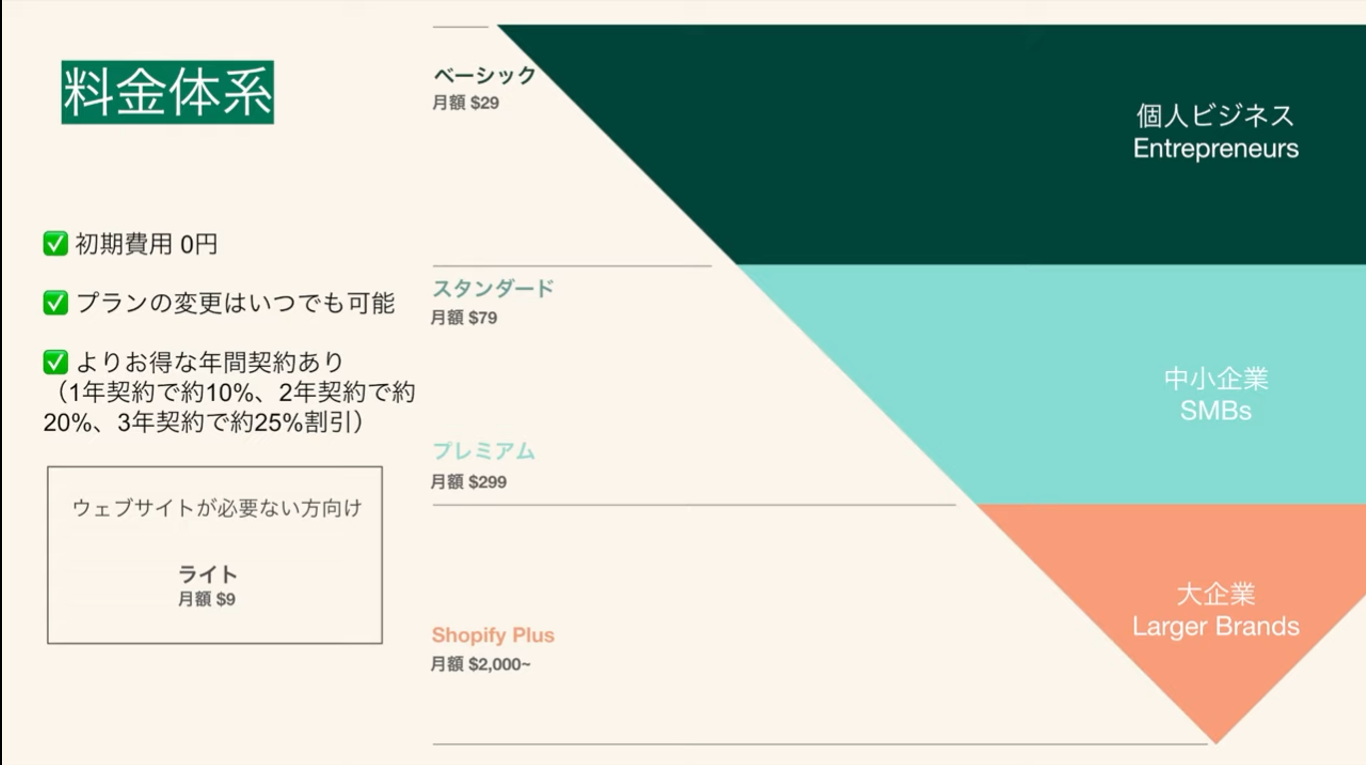 料金体系
✅ 初期費用 0円
✅ プランの変更はいつでも可能
✅ よりお得な年間契約あり
（1年契約で約10%、2年契約で約
20%、3年契約で約25%割引）
ウェブサイトが必要ない方向け
ライト
月額 $9
ベーシック
月額 $29
スタンダード
月額 $79
プレミアム
月額 $299
Shopify Plus
月額 $2,000~
個人ビジネス
Entrepreneurs
中小企業
SMBs
大企業
Larger Brands